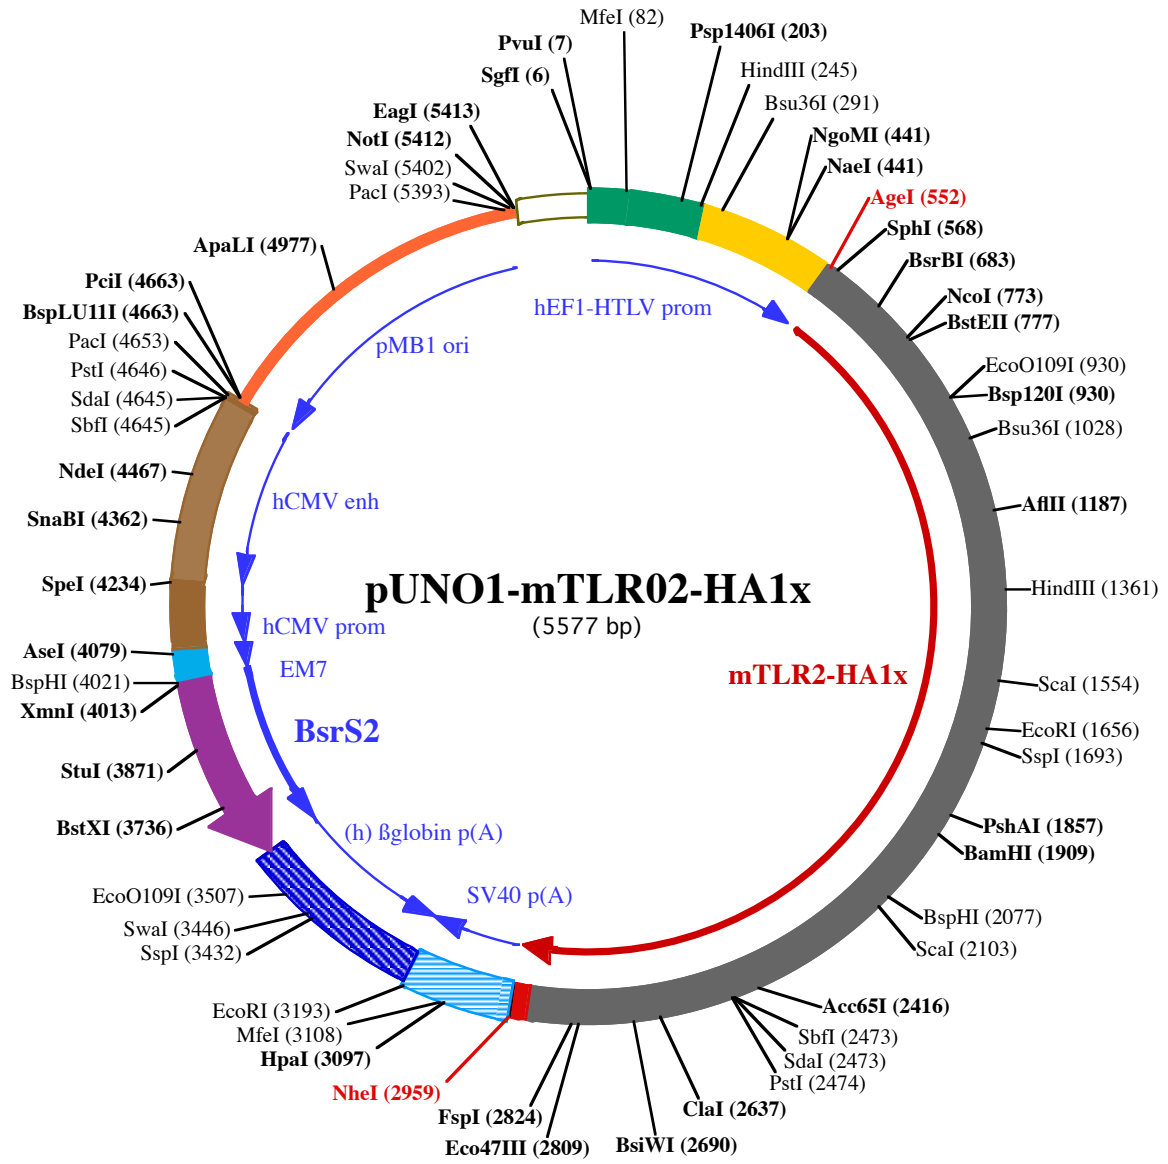 MfeI (82)
Psp1406I (203)
HindIII (245)
Bsu36I (291)
NgoMI (441)
NaeI (441)
AgeI (552)
SphI (568)
BsrBI (683)
NcoI (773)
BstEII (777)
EcoO109I (930)
Bsp120I (930)
Bsu36I (1028)
AflII (1187)
HindIII (1361)
ScaI (1554)
EcoRI (1656)
SspI (1693)
PshAI (1857)
BamHI (1909)
BspHI (2077)
ScaI (2103)
Acc65I (2416)
SbfI (2473)
SdaI (2473)
PstI (2474)
ClaI (2637)
BsiWI (2690)
Eco47III (2809)
FspI (2824)
NheI (2959)
HpaI (3097)
MfeI (3108)
EcoRI (3193)
SspI (3432)
SwaI (3446)
EcoO109I (3507)
BstXI (3736)
StuI (3871)
XmnI (4013)
BspHI (4021)
AseI (4079)
SpeI (4234)
SnaBI (4362)
NdeI (4467)
SbfI (4645)
SdaI (4645)
PstI (4646)
PacI (4653)
BspLU11I (4663)
PciI (4663)
ApaLI (4977)
PacI (5393)
SwaI (5402)
NotI (5412)
EagI (5413)
SgfI (6)
PvuI (7)
hEF1-HTLV prom
pMB1 ori
hCMV enh
pUNO1-mTLR02-HA1x
(5577 bp)
hCMV prom
EM7
mTLR2-HA1x
BsrS2
(h) ßglobin p(A)
SV40 p(A)